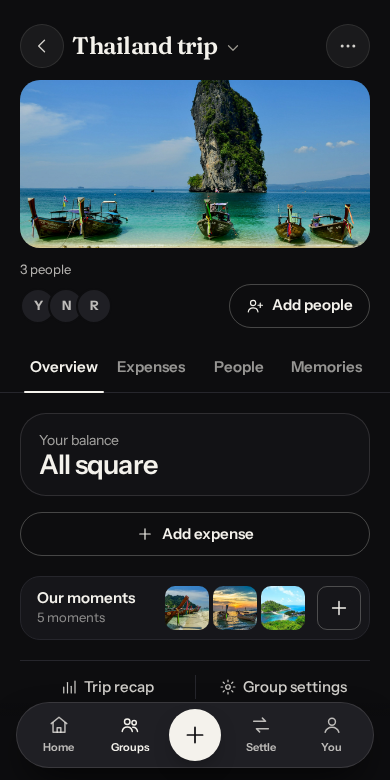 Thailand trip
3 people
Y N R
Add people
Overview Expenses People Memories
Your balance
All square
Add expense
Our moments
5 moments
Trip recap Group settings
Home Groups Settle You